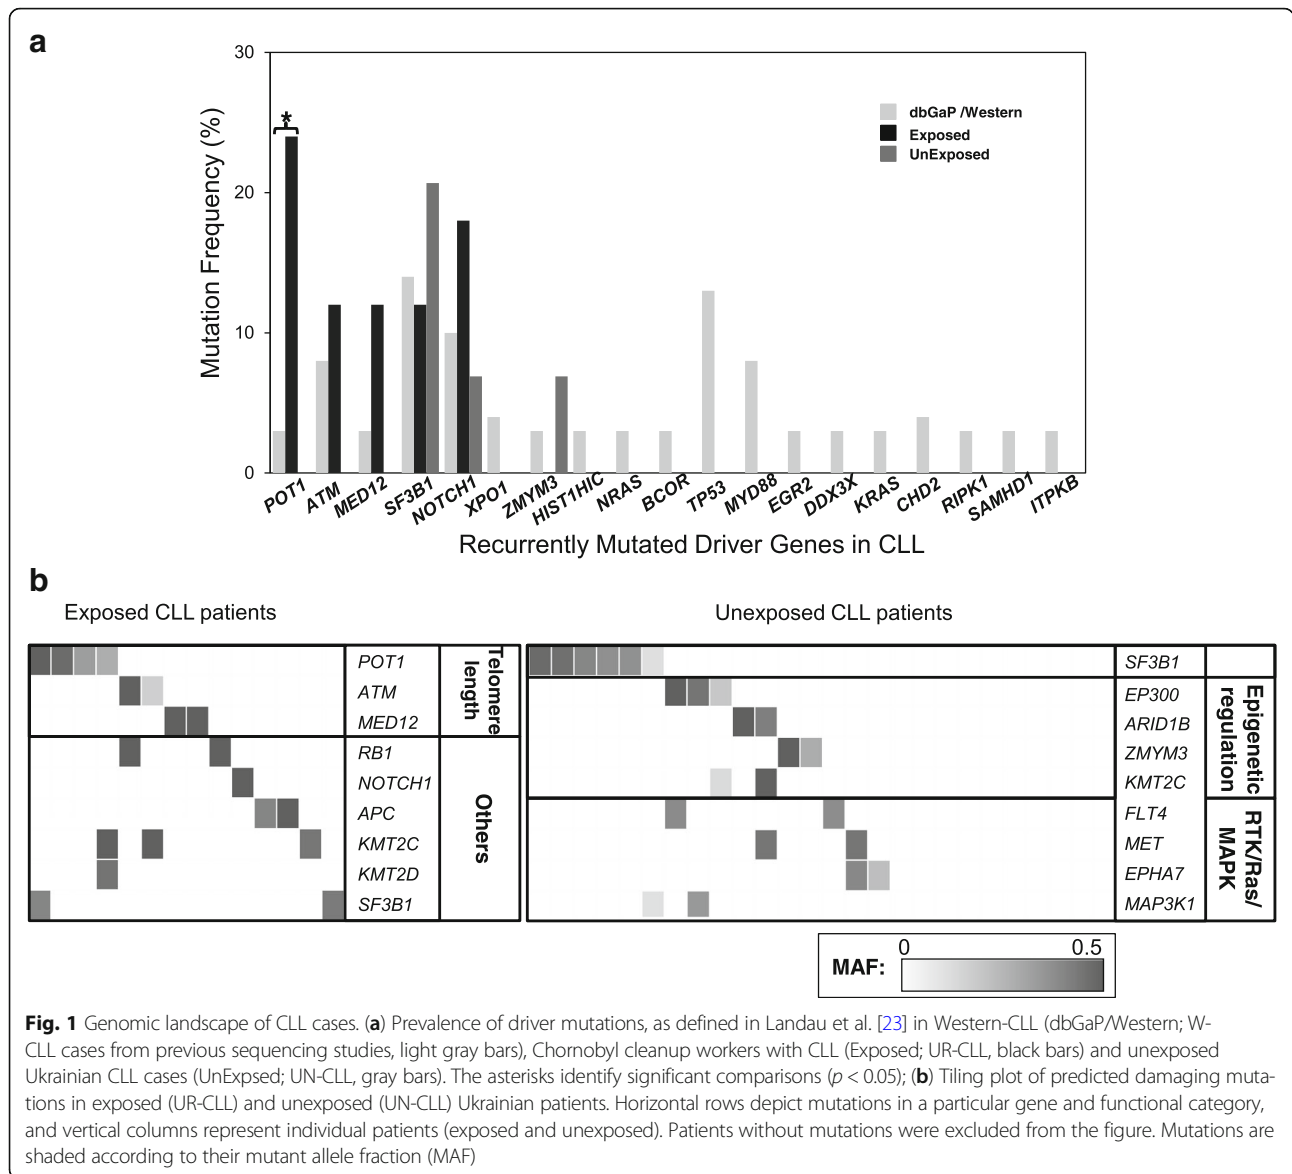 a
30
20
10
0
Mutation Frequency (%)
*
dbGaP /Western
Exposed
UnExposed
POT1
ATM
MED12
SF3B1
NOTCH1
XPO1
ZMYM3
HIST1HIC
NRAS
BCOR
TP53
MYD88
EGR2
DDX3X
KRAS
CHD2
RIPK1
SAMHD1
ITPKB
Recurrently Mutated Driver Genes in CLL
b
Exposed CLL patients
POT1
ATM
MED12
RB1
NOTCH1
APC
KMT2C
KMT2D
SF3B1
Telomere
length
Others
Unexposed CLL patients
SF3B1
EP300
ARID1B
ZMYM3
KMT2C
FLT4
MET
EPHA7
MAP3K1
Epigenetic
regulation
RTK/Ras/
MAPK
MAF:
0
0.5
Fig. 1 Genomic landscape of CLL cases. (a) Prevalence of driver mutations, as defined in Landau et al. [23] in Western-CLL (dbGaP/Western; W-
CLL cases from previous sequencing studies, light gray bars), Chornobyl cleanup workers with CLL (Exposed; UR-CLL, black bars) and unexposed
Ukrainian CLL cases (UnExpsed; UN-CLL, gray bars). The asterisks identify significant comparisons (p < 0.05); (b) Tiling plot of predicted damaging muta-
tions in exposed (UR-CLL) and unexposed (UN-CLL) Ukrainian patients. Horizontal rows depict mutations in a particular gene and functional category,
and vertical columns represent individual patients (exposed and unexposed). Patients without mutations were excluded from the figure. Mutations are
shaded according to their mutant allele fraction (MAF)